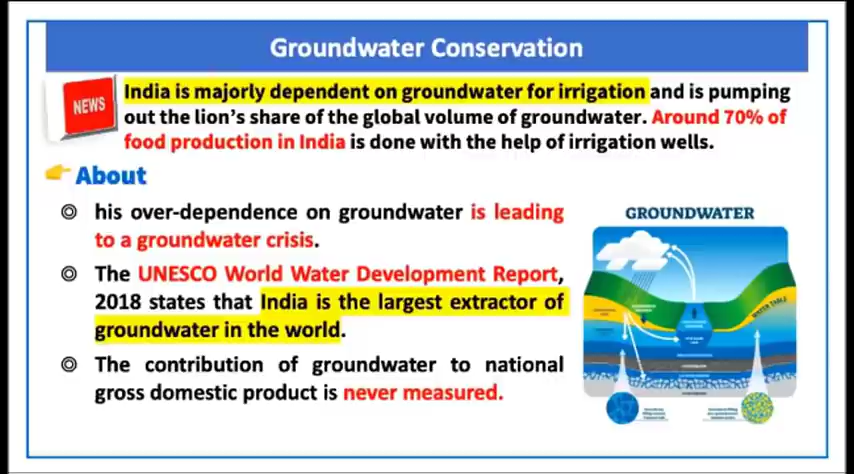 Groundwater Conservation
NEWS
India is majorly dependent on groundwater for irrigation and is pumping
out the lion's share of the global volume of groundwater. Around 70% of
food production in India is done with the help of irrigation wells.
About
his over-dependence on groundwater is leading
to a groundwater crisis.
The UNESCO World Water Development Report,
2018 states that India is the largest extractor of
groundwater in the world.
The contribution of groundwater to national
gross domestic product is never measured.
GROUNDWATER
WATER TABLE